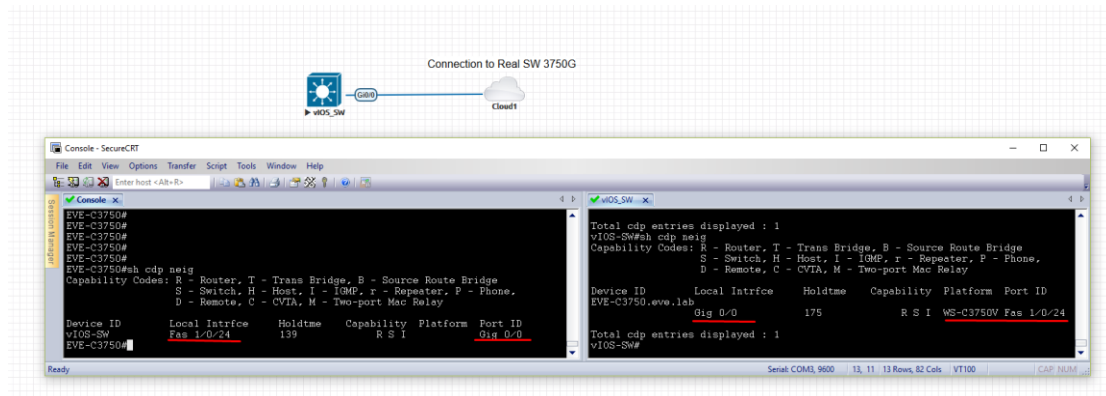 Connection to Real SW 3750G
Gi0/0
vIOS_SW
Cloud1
Console - SecureCRT
File Edit View Options Transfer Script Tools Window Help
Enter host <Alt+R>
Session Manager
Console
EVE-C3750#
EVE-C3750#
EVE-C3750#
EVE-C3750#
EVE-C3750#
EVE-C3750#sh cdp neig
Capability Codes: R - Router, T - Trans Bridge, B - Source Route Bridge
S - Switch, H - Host, I - IGMP, r - Repeater, P - Phone,
D - Remote, C - CVTA, M - Two-port Mac Relay
Device ID Local Intrfce Holdtme Capability Platform Port ID
vIOS-SW Fas 1/0/24 139 R S I Gig 0/0
EVE-C3750#
vIOS_SW
Total cdp entries displayed : 1
vIOS-SW#sh cdp neig
Capability Codes: R - Router, T - Trans Bridge, B - Source Route Bridge
S - Switch, H - Host, I - IGMP, r - Repeater, P - Phone,
D - Remote, C - CVTA, M - Two-port Mac Relay
Device ID Local Intrfce Holdtme Capability Platform Port ID
EVE-C3750.eve.lab
Gig 0/0 175 R S I WS-C3750V Fas 1/0/24
Total cdp entries displayed : 1
vIOS-SW#
Ready
Serial: COM3, 9600 13, 11 13 Rows, 82 Cols VT100 CAP NUM